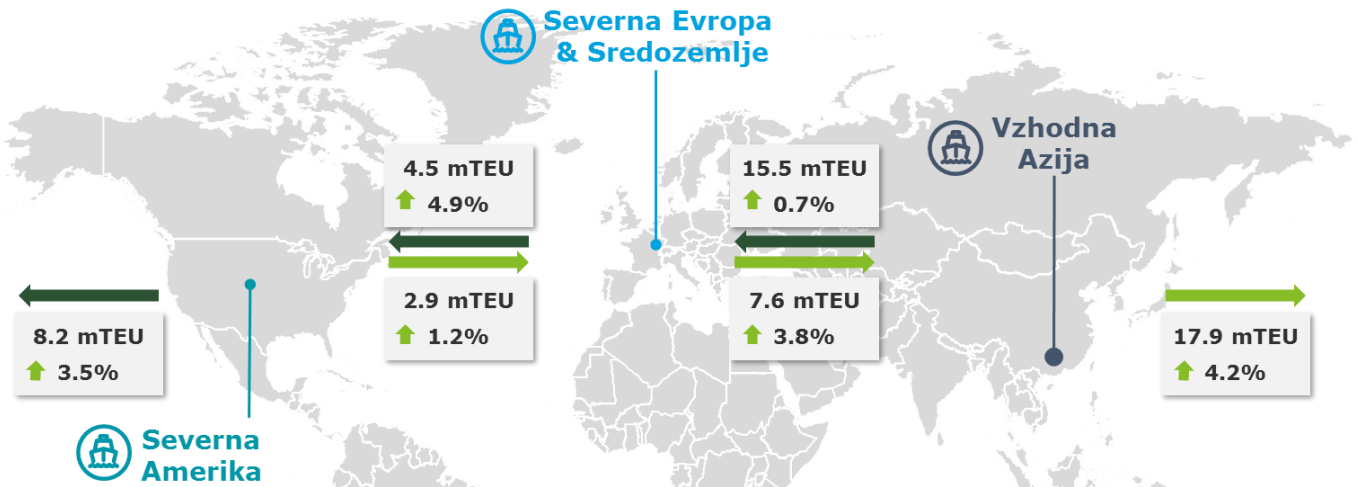 Severna Evropa
& Sredozemlje
Vzhodna
Azija
4.5 mTEU
4.9%
15.5 mTEU
0.7%
2.9 mTEU
1.2%
7.6 mTEU
3.8%
8.2 mTEU
3.5%
17.9 mTEU
4.2%
Severna
Amerika